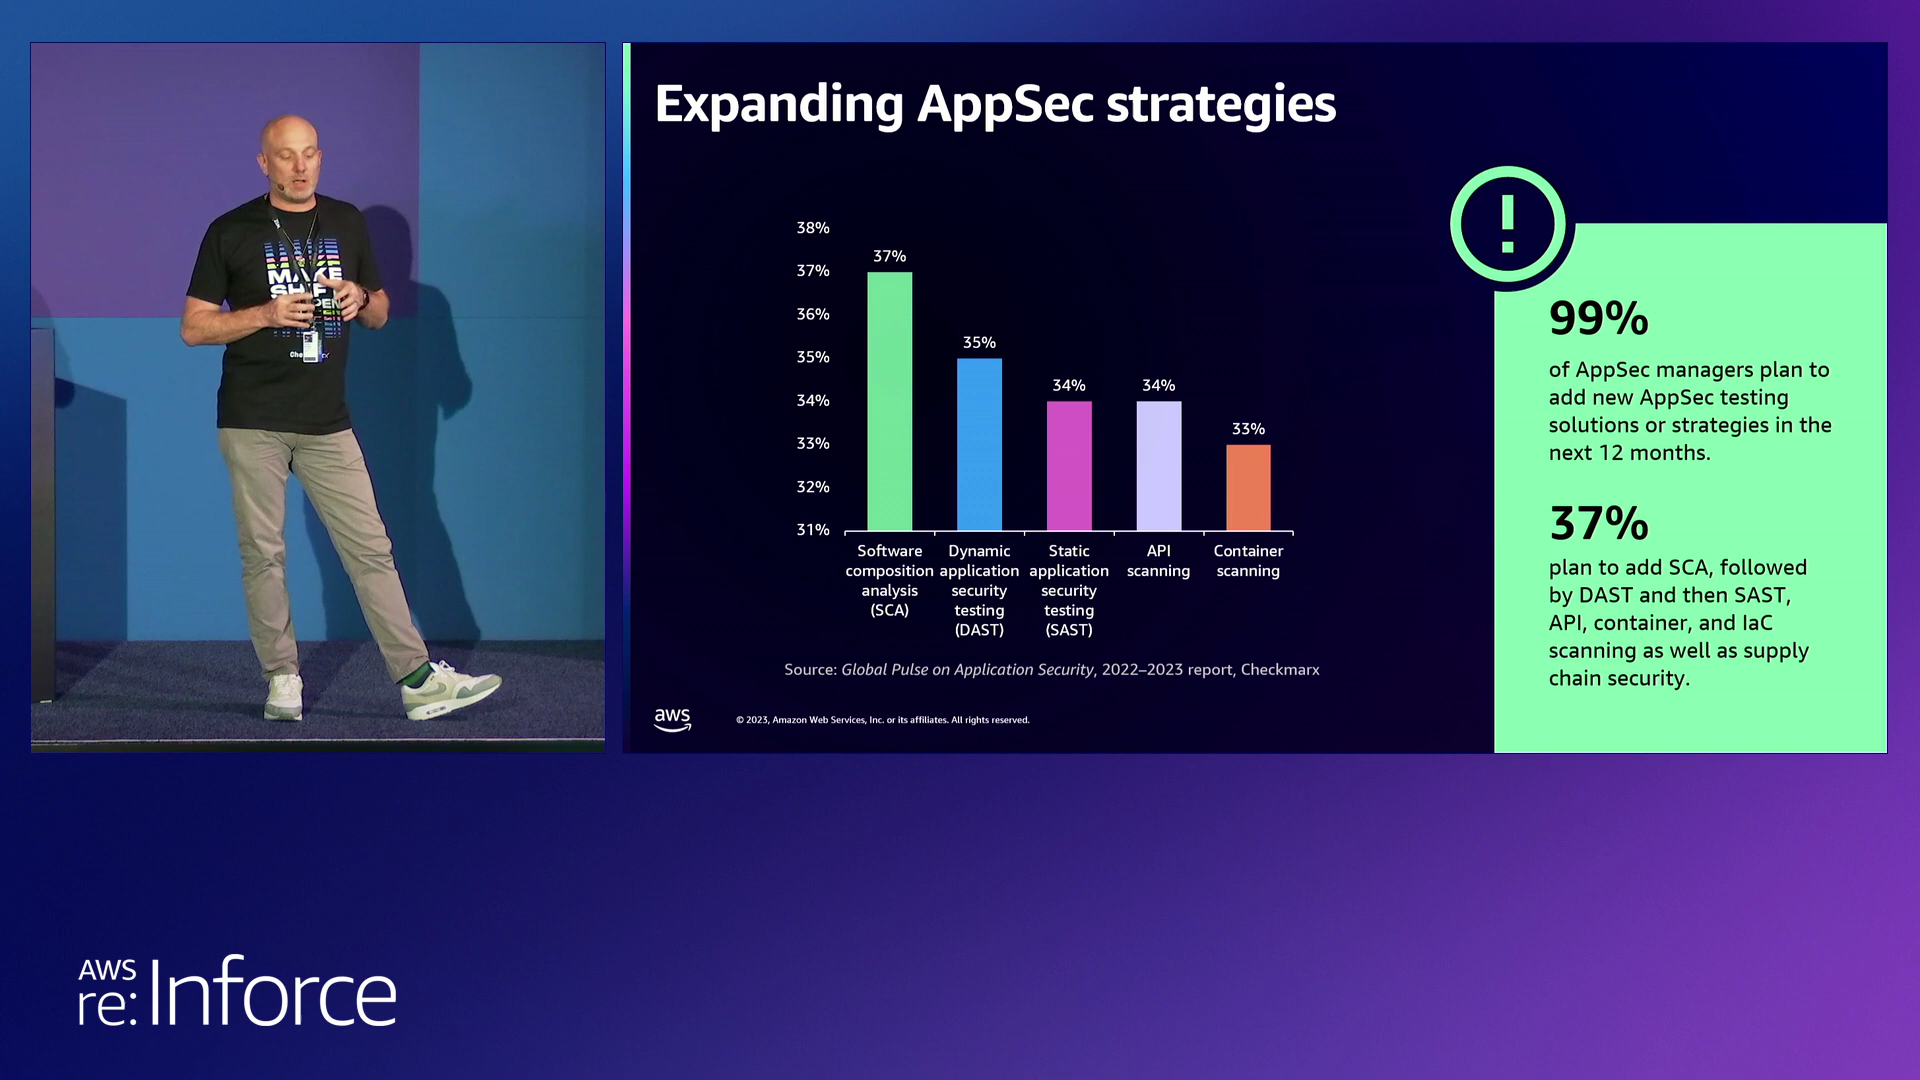 MAKE
SH
PEN
Che
Expanding AppSec strategies
38%
37%
36%
35%
34%
33%
32%
31%
37%
35%
34%
34%
33%
Software
composition
analysis
(SCA)
Dynamic
application
security
testing
(DAST)
Static
application
security
testing
(SAST)
API
scanning
Container
scanning
Source: Global Pulse on Application Security, 2022–2023 report, Checkmarx
aws
© 2023, Amazon Web Services, Inc. or its affiliates. All rights reserved.
99%
of AppSec managers plan to
add new AppSec testing
solutions or strategies in the
next 12 months.
37%
plan to add SCA, followed
by DAST and then SAST,
API, container, and IaC
scanning as well as supply
chain security.
AWS
re:Inforce